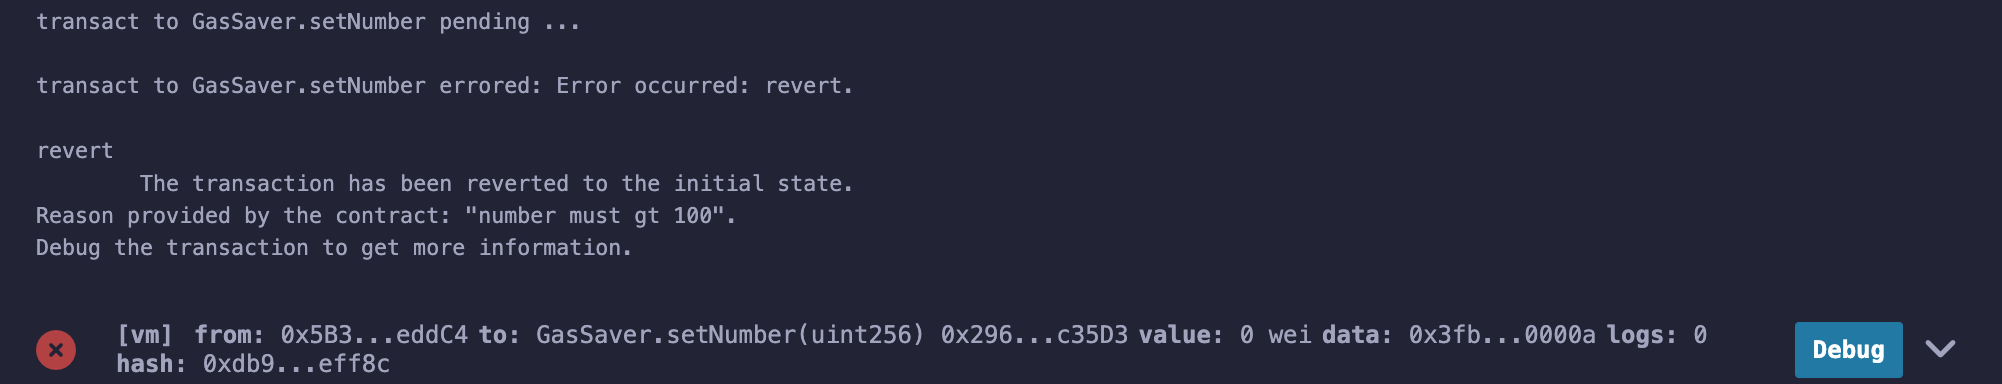 transact to GasSaver.setNumber pending ...
transact to GasSaver.setNumber errored: Error occurred: revert.
revert
The transaction has been reverted to the initial state.
Reason provided by the contract: "number must gt 100".
Debug the transaction to get more information.
[vm] from: 0x5B3...eddC4 to: GasSaver.setNumber(uint256) 0x296...c35D3 value: 0 wei data: 0x3fb...0000a logs: 0
hash: 0xdb9...eff8c
Debug